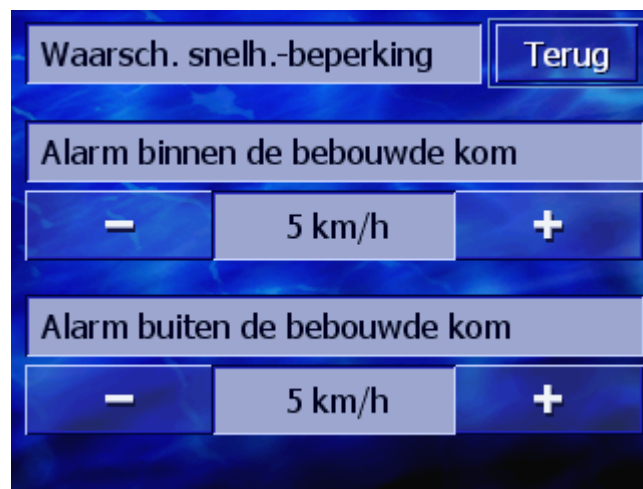 Waarsch. snelh.-beperking
Terug
Alarm binnen de bebouwde kom
- 5 km/h +
Alarm buiten de bebouwde kom
- 5 km/h +